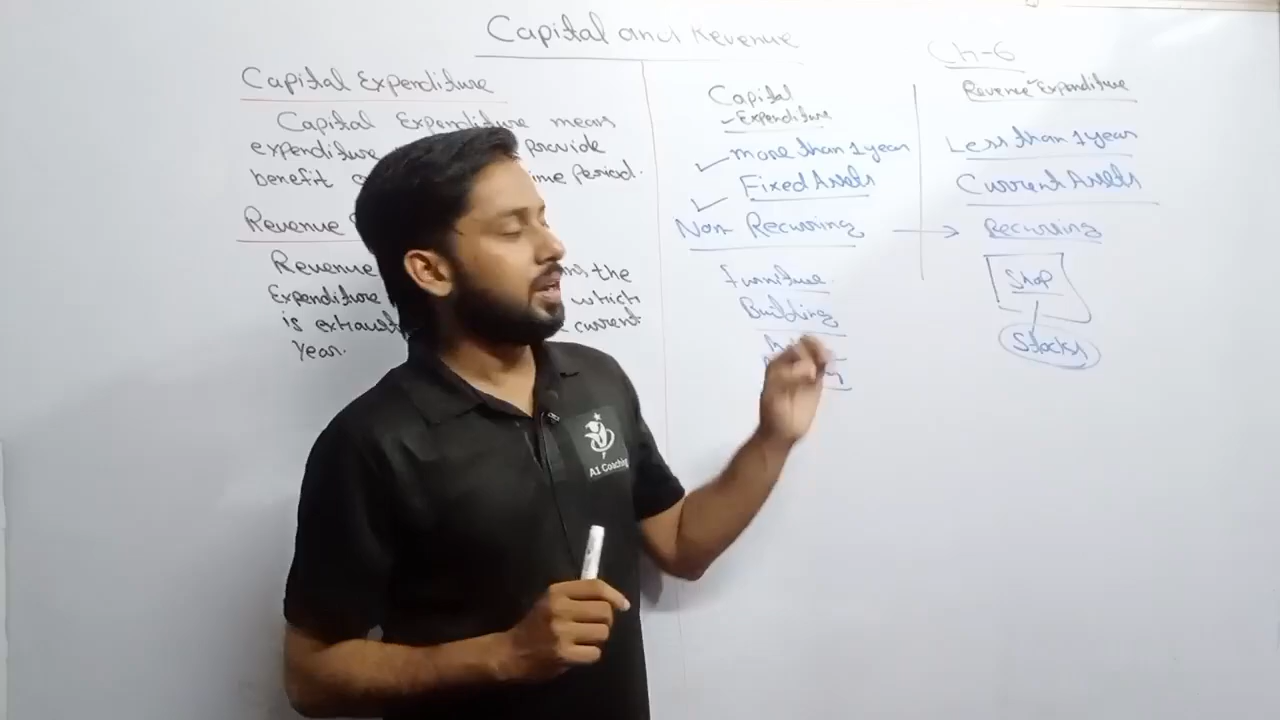 Capital and Revenue
Ch-6
Capital Expenditure
Capital Expenditure means
expenditure provide
benefit time Period.
Revenue
Revenue the
Expenditure which
is current
Year.
Capital
- Expenditure
more than 1 year
Fixed Assets
Non Recurring
Furniture
Building
Revenue Expenditure
Less than 1 year
Current Assets
Recurring
Shop
Stocks
A1 Coaching